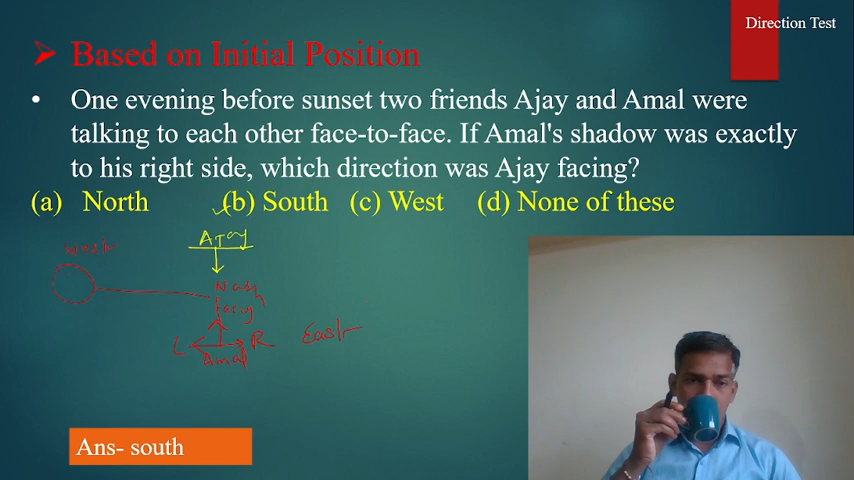 Direction Test
Based on Initial Position
One evening before sunset two friends Ajay and Amal were
talking to each other face-to-face. If Amal's shadow was exactly
to his right side, which direction was Ajay facing?
(a) North (b) South (c) West (d) None of these
West
Ajay
L Amal R East
Ans- south